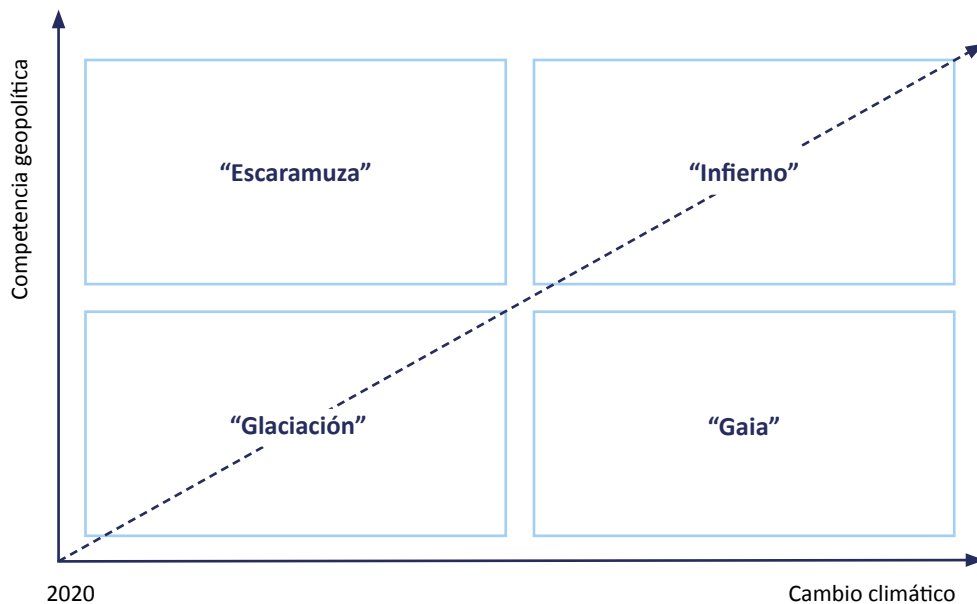 Competencia geopolítica
“Escaramuza”
“Infierno”
“Glaciación”
“Gaia”
2020
Cambio climático